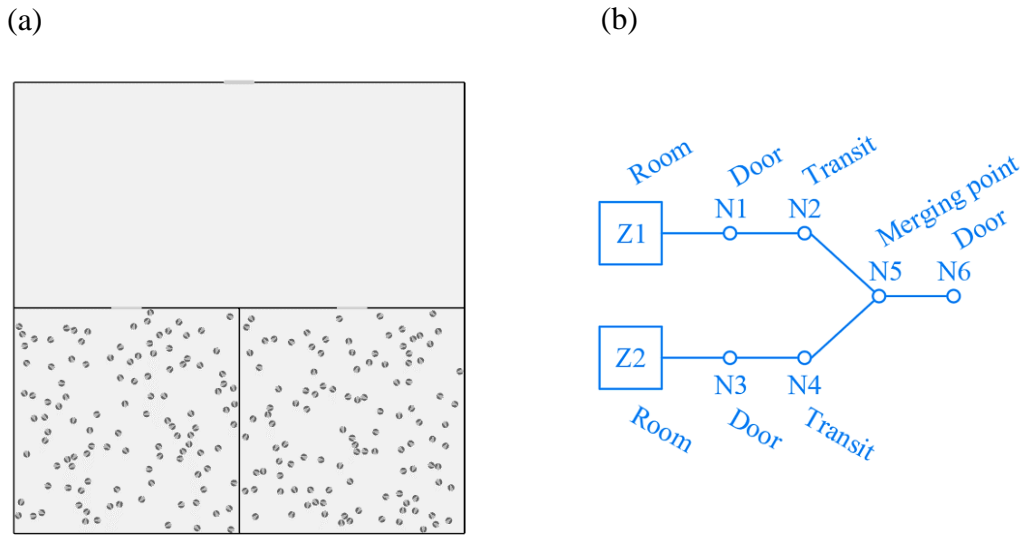 (a)
(b)
Room
Door
Transit
Merging point
Door
Z1
N1
N2
N5
N6
Z2
N3
N4
Room
Door
Transit